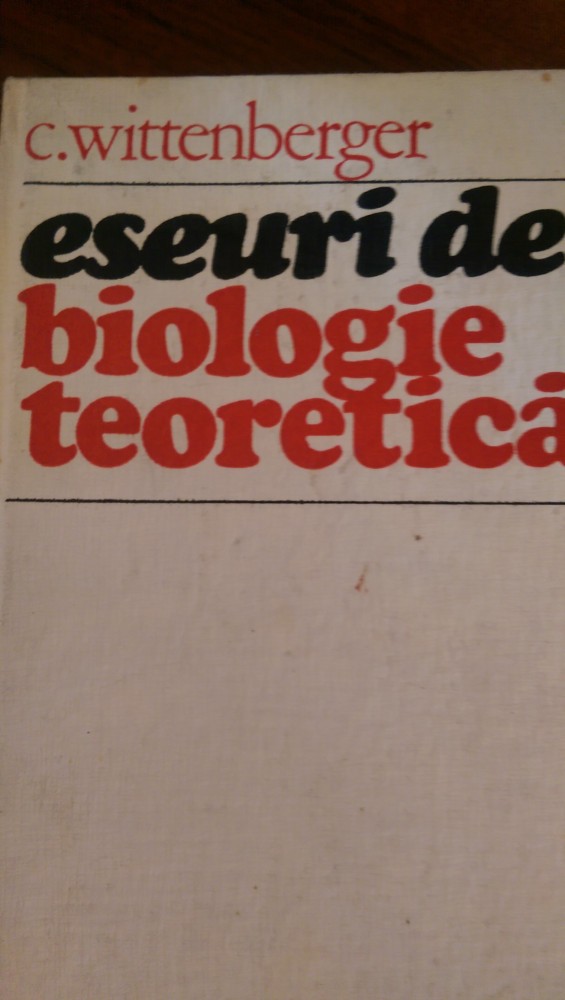 c.wittenberger
eseuri de
biologie
teoretică